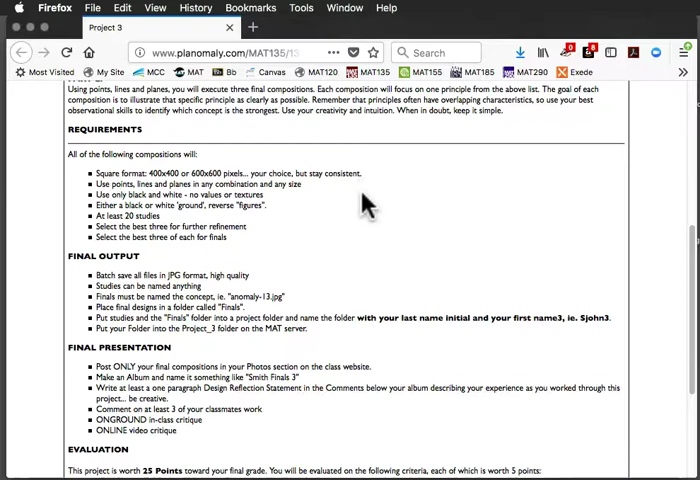 Firefox File Edit View History Bookmarks Tools Window Help
Project 3
www.planomaly.com/MAT135/13
Search
0
8
Most Visited My Site MCC MAT Bb Canvas MAT120 MAT135 MAT155 MAT185 MAT290 Exede
Using points, lines and planes, you will execute three final compositions. Each composition will focus on one principle from the above list. The goal of each
composition is to illustrate that specific principle as clearly as possible. Remember that principles often have overlapping characteristics, so use your best
observational skills to identify which concept is the strongest. Use your creativity and intuition. When in doubt, keep it simple.
REQUIREMENTS
All of the following compositions will:
Square format: 400x400 or 600x600 pixels... your choice, but stay consistent.
Use points, lines and planes in any combination and any size
Use only black and white - no values or textures
Either a black or white 'ground', reverse "figures".
At least 20 studies
Select the best three for further refinement
Select the best three of each for finals
FINAL OUTPUT
Batch save all files in JPG format, high quality
Studies can be named anything
Finals must be named the concept, ie. "anomaly-13.jpg"
Place final designs in a folder called "Finals".
Put studies and the "Finals" folder into a project folder and name the folder with your last name initial and your first name3, ie. Sjohn3.
Put your Folder into the Project_3 folder on the MAT server.
FINAL PRESENTATION
Post ONLY your final compositions in your Photos section on the class website.
Make an Album and name it something like "Smith Finals 3"
Write at least a one paragraph Design Reflection Statement in the Comments below your album describing your experience as you worked through this
project... be creative.
Comment on at least 3 of your classmates work
ONGROUND in-class critique
ONLINE video critique
EVALUATION
This project is worth 25 Points toward your final grade. You will be evaluated on the following criteria, each of which is worth 5 points: